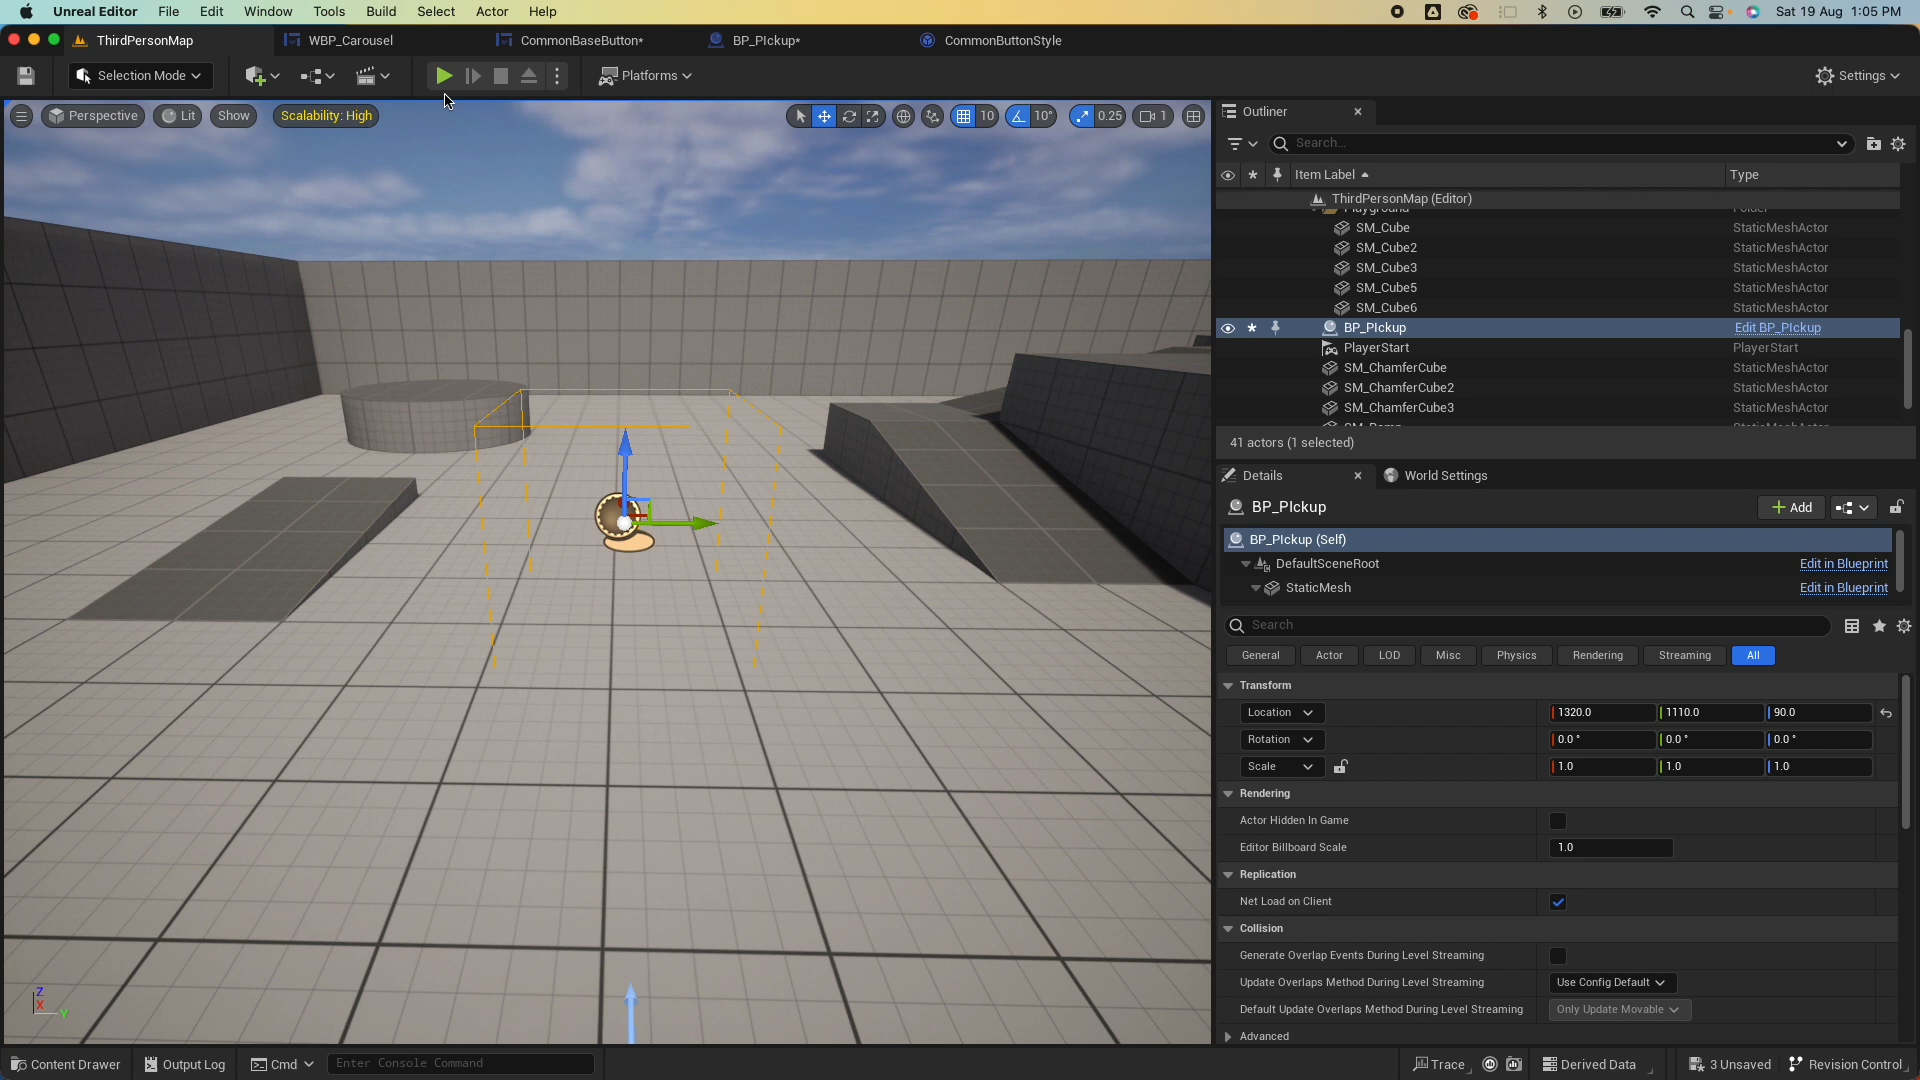 Unreal Editor File Edit Window Tools Build Select Actor Help
Sat 19 Aug 1:05 PM
ThirdPersonMap
WBP_Carousel
CommonBaseButton*
BP_PIckup*
CommonButtonStyle
Selection Mode
Platforms
Settings
Perspective
Lit
Show
Scalability: High
10
10°
0.25
1
Outliner
Search...
Item Label
Type
ThirdPersonMap (Editor)
Playground
Folder
SM_Cube
StaticMeshActor
SM_Cube2
StaticMeshActor
SM_Cube3
StaticMeshActor
SM_Cube5
StaticMeshActor
SM_Cube6
StaticMeshActor
BP_PIckup
Edit BP_PIckup
PlayerStart
PlayerStart
SM_ChamferCube
StaticMeshActor
SM_ChamferCube2
StaticMeshActor
SM_ChamferCube3
StaticMeshActor
41 actors (1 selected)
Details
World Settings
BP_PIckup
Add
BP_PIckup (Self)
DefaultSceneRoot
Edit in Blueprint
StaticMesh
Edit in Blueprint
Search
General
Actor
LOD
Misc
Physics
Rendering
Streaming
All
Transform
Location
1320.0
1110.0
90.0
Rotation
0.0 °
0.0 °
0.0 °
Scale
1.0
1.0
1.0
Rendering
Actor Hidden In Game
Editor Billboard Scale
1.0
Replication
Net Load on Client
Collision
Generate Overlap Events During Level Streaming
Update Overlaps Method During Level Streaming
Use Config Default
Default Update Overlaps Method During Level Streaming
Only Update Movable
Advanced
Z
X
Y
Content Drawer
Output Log
Cmd
Enter Console Command
Trace
Derived Data
3 Unsaved
Revision Control